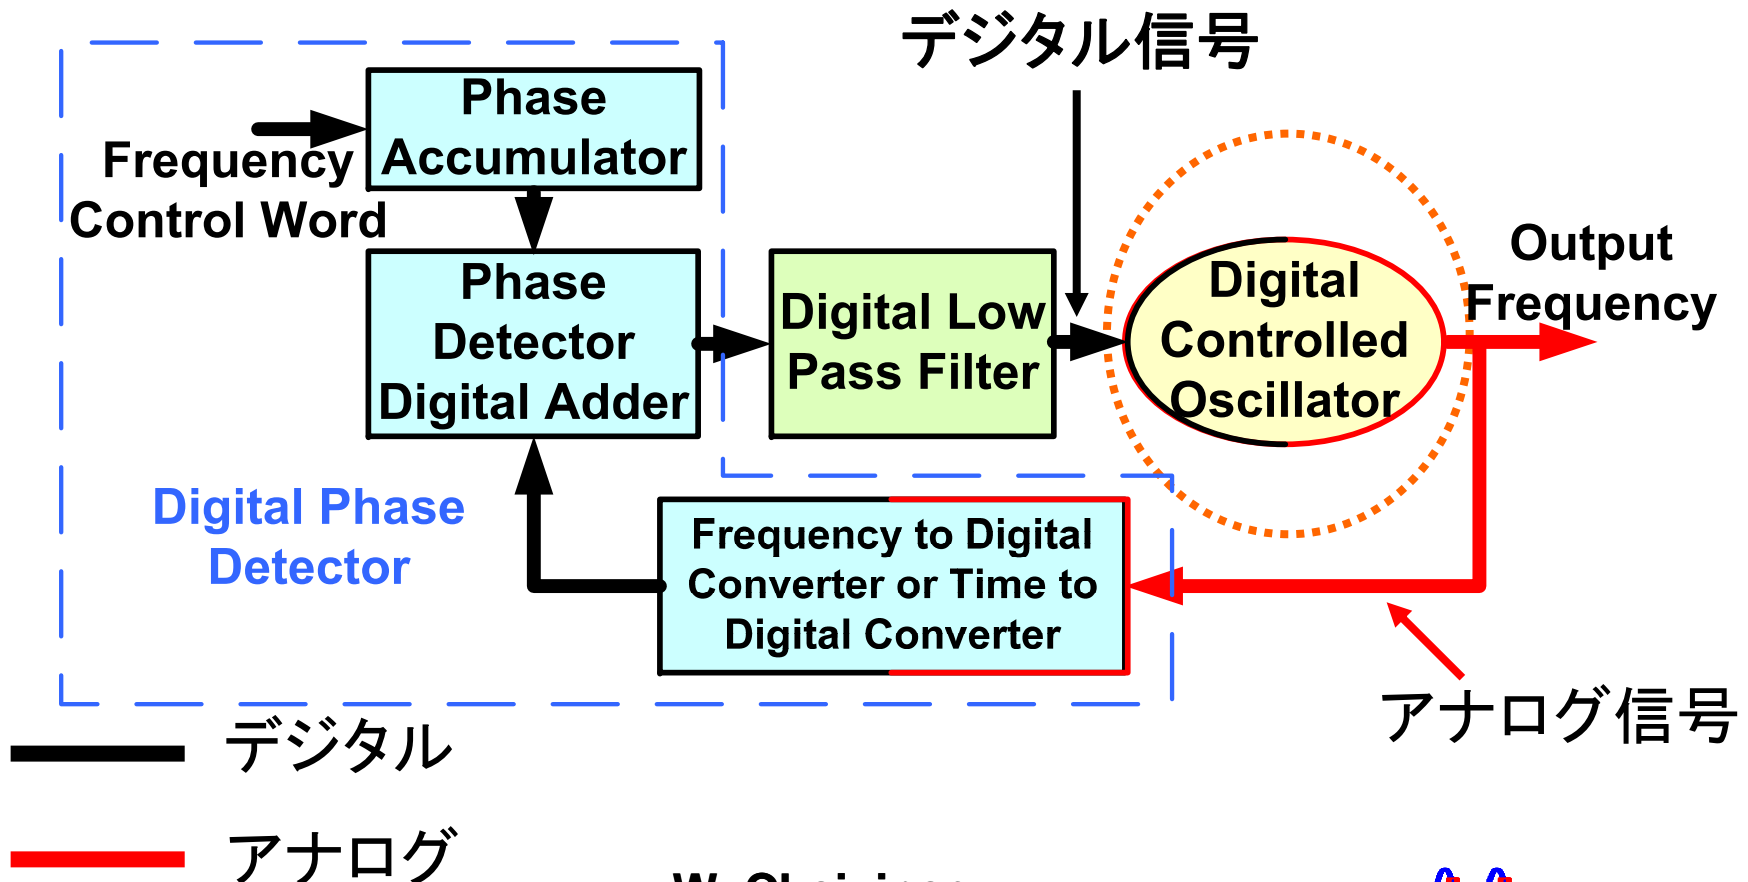 デジタル信号
Phase
Accumulator
Frequency
Control Word
Phase
Detector
Digital Adder
Digital Low
Pass Filter
Digital
Controlled
Oscillator
Output
Frequency
Digital Phase
Detector
Frequency to Digital
Converter or Time to
Digital Converter
アナログ信号
デジタル
アナログ